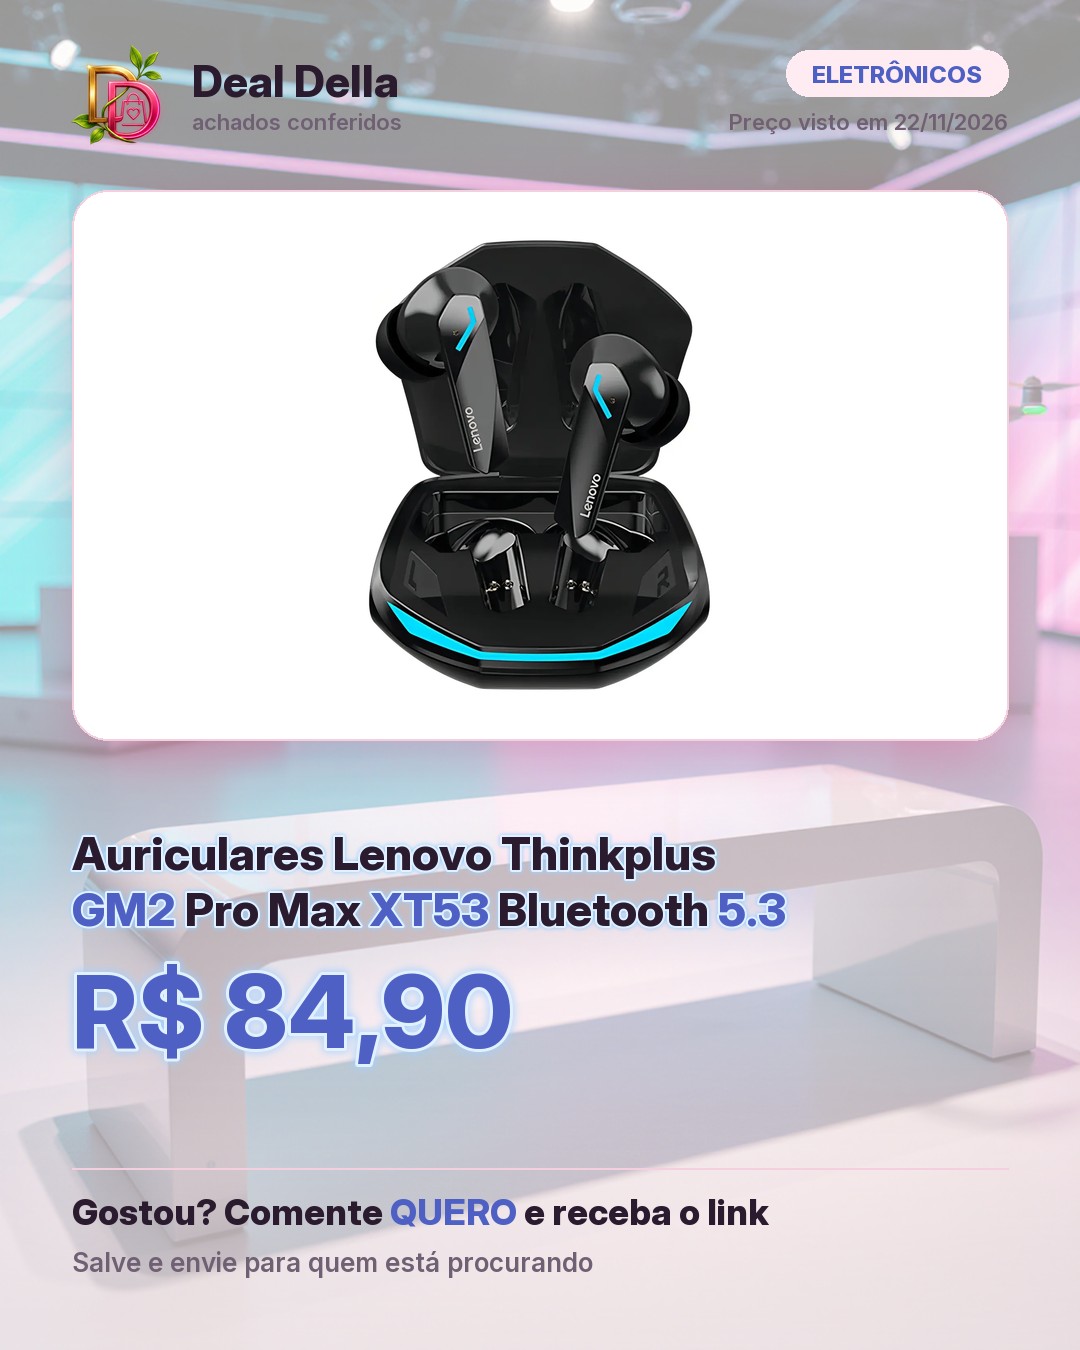 Deal Della
achados conferidos
ELETRÔNICOS
Preço visto em 22/11/2026
Lenovo
Lenovo
L
R
Auriculares Lenovo Thinkplus
GM2 Pro Max XT53 Bluetooth 5.3
R$ 84,90
Gostou? Comente QUERO e receba o link
Salve e envie para quem está procurando